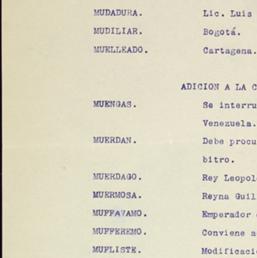 MUDADURA. Lic. Luis
MUDILIAR. Bogotá.
MUELLEADO. Cartagena.
ADICION A LA C
MUENGAS. Se interru
Venezuela.
MUERDAN. Debe procu
bitro.
MUERDAGO. Rey Leopol
MUERMOSA. Reyna Guil
MUFFAVAMO. Emperador
MUFFEREMO. Conviene a
MUFLISTE. Modificació